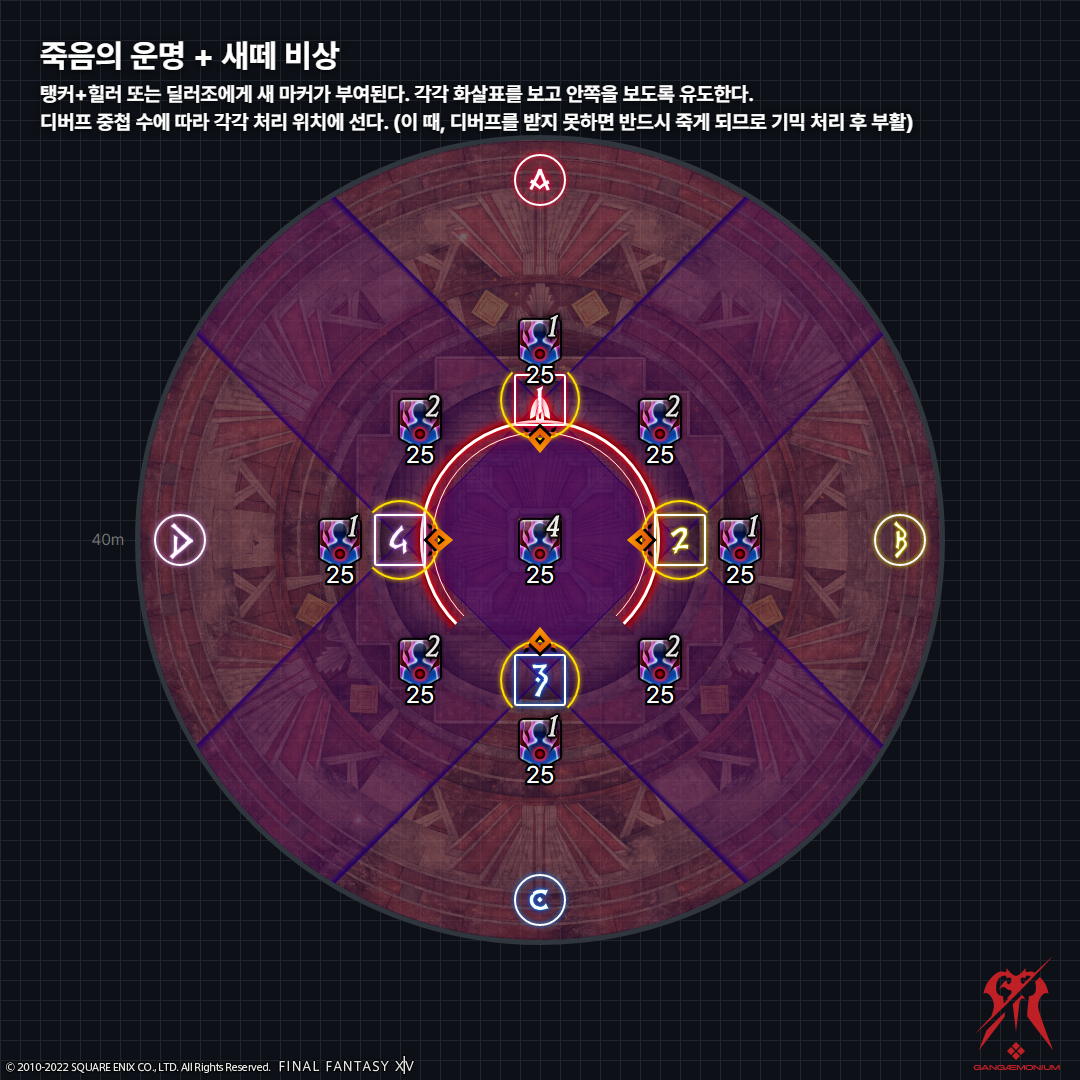 죽음의 운명 + 새떼 비상
탱커+힐러 또는 딜러조에게 새 마커가 부여된다. 각각 화살표를 보고 안쪽을 보도록 유도한다.
디버프 중첩 수에 따라 각각 처리 위치에 선다. (이 때, 디버프를 받지 못하면 반드시 죽게 되므로 기믹 처리 후 부활)
A
1
25
1
2
25
2
25
40m
D
1
25
4
4
25
2
1
25
B
2
25
3
2
25
1
25
C
GANGÆMONIUM
© 2010-2022 SQUARE ENIX CO., LTD. All Rights Reserved. FINAL FANTASY XIV